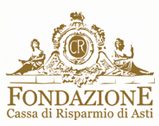 CR
FONDAZIONE
Cassa di Risparmio di Asti